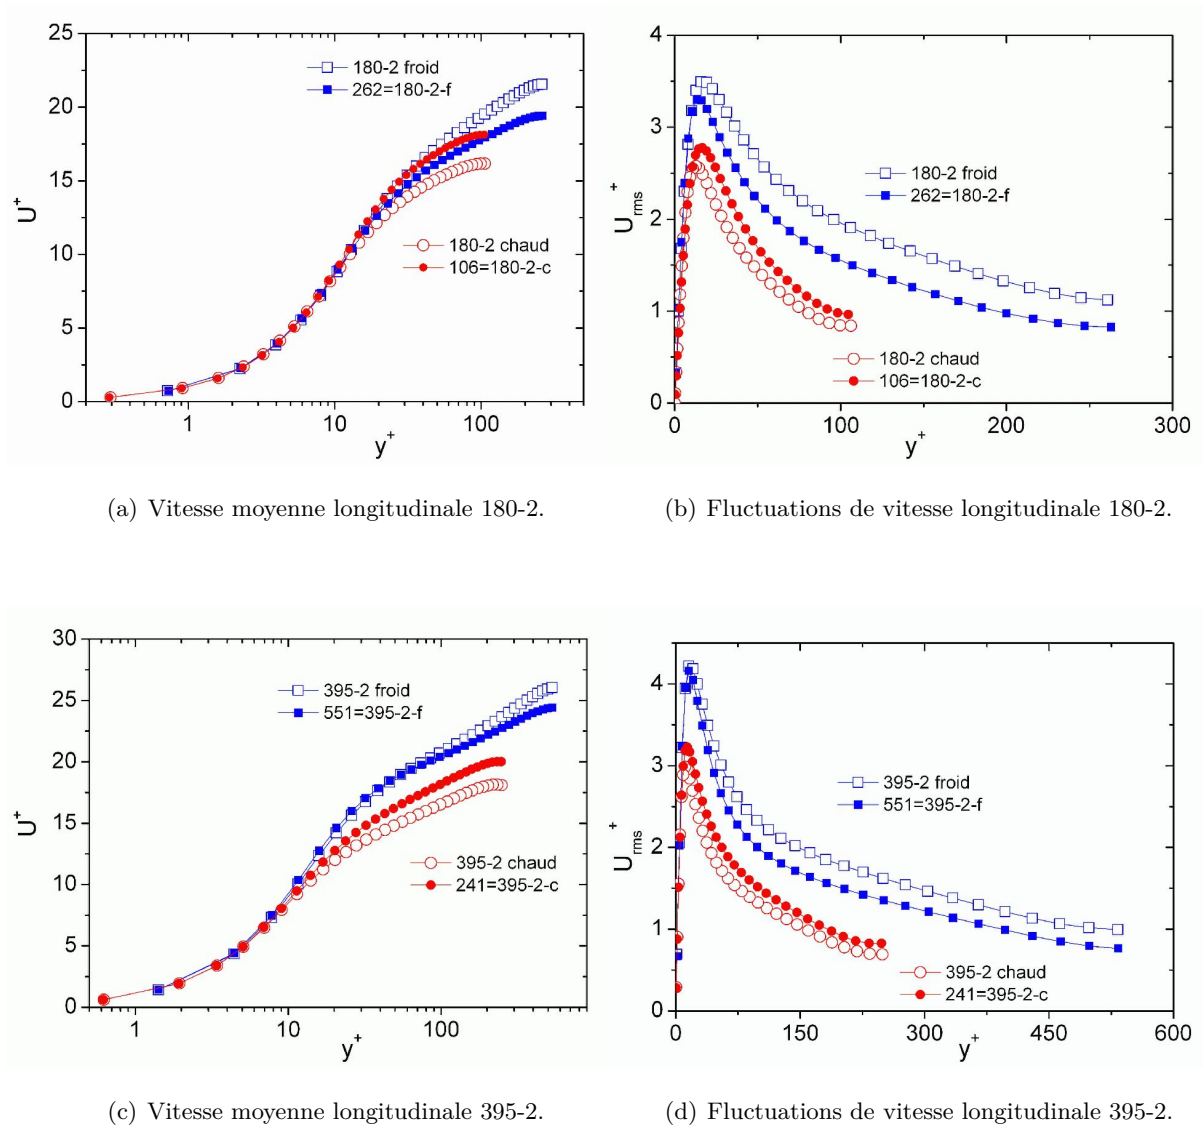 25
20
15
10
5
0
U+
1
10
100
y+
180-2 froid
262=180-2-f
180-2 chaud
106=180-2-c
4
3
2
1
0
Urms+
0
100
200
300
y+
180-2 froid
262=180-2-f
180-2 chaud
106=180-2-c
(a) Vitesse moyenne longitudinale 180-2.
(b) Fluctuations de vitesse longitudinale 180-2.
30
25
20
15
10
5
0
U+
1
10
100
y+
395-2 froid
551=395-2-f
395-2 chaud
241=395-2-c
4
3
2
1
0
Urms+
0
150
300
450
600
y+
395-2 froid
551=395-2-f
395-2 chaud
241=395-2-c
(c) Vitesse moyenne longitudinale 395-2.
(d) Fluctuations de vitesse longitudinale 395-2.